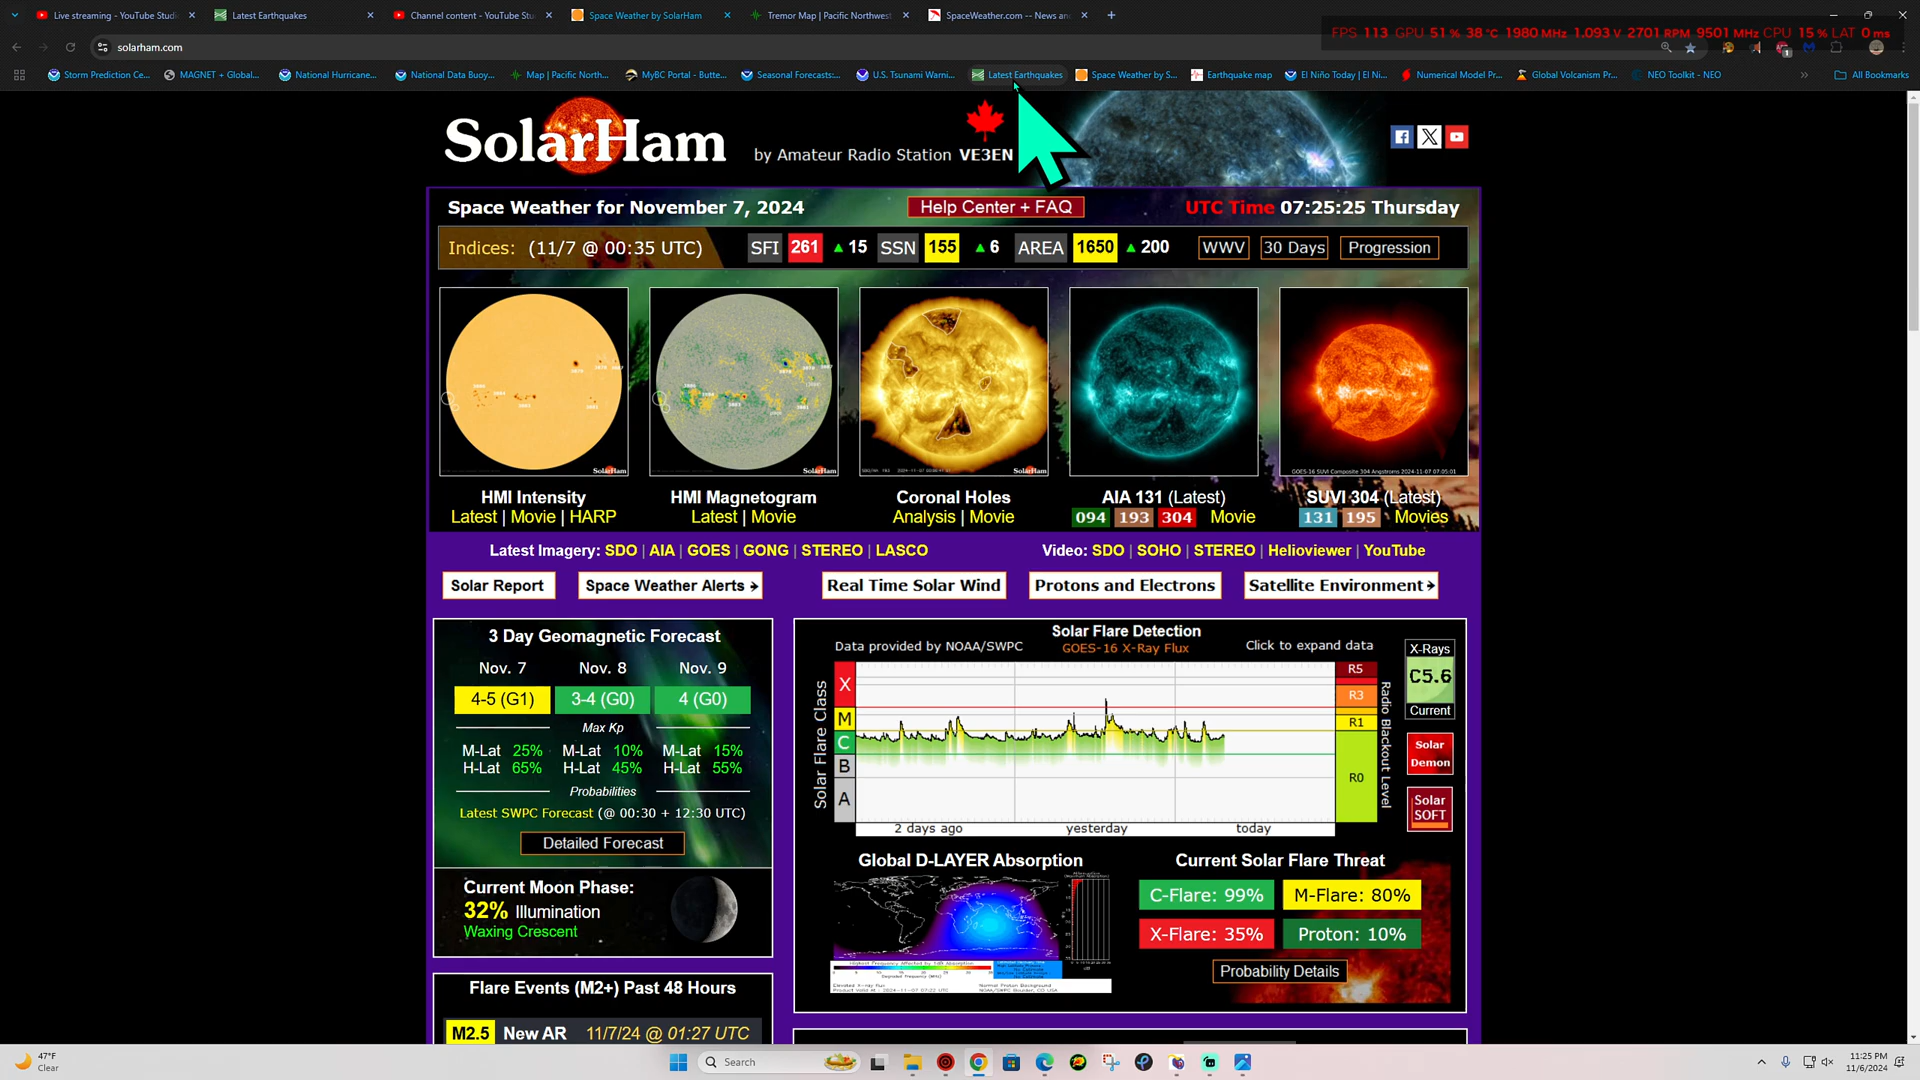 Live streaming - YouTube Studi
Latest Earthquakes
Channel content - YouTube Stu
Space Weather by SolarHam
Tremor Map | Pacific Northwest
SpaceWeather.com -- News an
solarham.com
FPS 113 GPU 51 % 38 °C 1980 MHz 1,093 V 2701 RPM 9501 MHz CPU 15 % LAT 0 ms
Storm Prediction Ce...
MAGNET + Global...
National Hurricane...
National Data Buoy...
Map | Pacific North...
MyBC Portal - Butte...
Seasonal Forecasts:...
U.S. Tsunami Warni...
Latest Earthquakes
Space Weather by S...
Earthquake map
El Niño Today | El Ni...
Numerical Model Pr...
Global Volcanism Pr...
NEO Toolkit - NEO
All Bookmarks
SolarHam
by Amateur Radio Station VE3EN
Space Weather for November 7, 2024
Help Center + FAQ
UTC Time 07:25:25 Thursday
Indices: (11/7 @ 00:35 UTC)
SFI 261 ▲ 15 SSN 155 ▲ 6 AREA 1650 ▲ 200
WWV 30 Days Progression
SolarHam
SolarHam
SolarHam
GOES-16 SUVI Composite 304 Angstroms 2024-11-07 07:05:01
HMI Intensity
Latest | Movie | HARP
HMI Magnetogram
Latest | Movie
Coronal Holes
Analysis | Movie
AIA 131 (Latest)
094 193 304 Movie
SUVI 304 (Latest)
131 195 Movies
Latest Imagery: SDO | AIA | GOES | GONG | STEREO | LASCO
Video: SDO | SOHO | STEREO | Helioviewer | YouTube
Solar Report
Space Weather Alerts
Real Time Solar Wind
Protons and Electrons
Satellite Environment
3 Day Geomagnetic Forecast
Nov. 7 Nov. 8 Nov. 9
4-5 (G1) 3-4 (G0) 4 (G0)
Max Kp
M-Lat 25% M-Lat 10% M-Lat 15%
H-Lat 65% H-Lat 45% H-Lat 55%
Probabilities
Latest SWPC Forecast (@ 00:30 + 12:30 UTC)
Detailed Forecast
Current Moon Phase:
32% Illumination
Waxing Crescent
Flare Events (M2+) Past 48 Hours
M2.5 New AR 11/7/24 @ 01:27 UTC
Solar Flare Detection
Data provided by NOAA/SWPC
GOES-16 X-Ray Flux
Click to expand data
Solar Flare Class
X
M
C
B
A
R5
R3
R1
R0
Radio Blackout Level
2 days ago yesterday today
X-Rays
C5.6
Current
Solar
Demon
Solar
SOFT
Global D-LAYER Absorption
Current Solar Flare Threat
C-Flare: 99% M-Flare: 80%
X-Flare: 35% Proton: 10%
Probability Details
47°F
Clear
Search
11:25 PM
11/6/2024